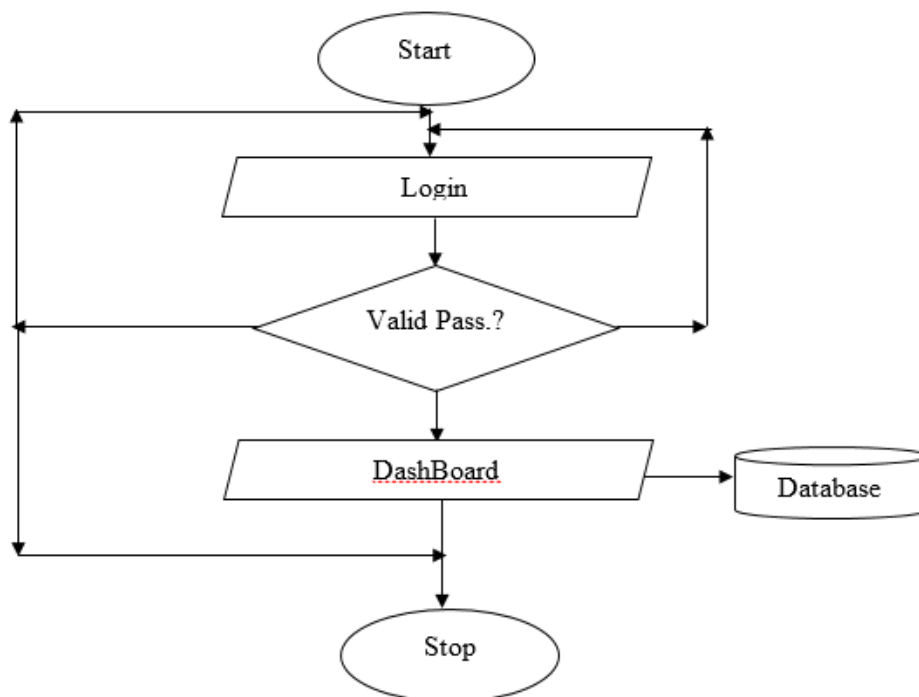 Start
Login
Valid Pass.?
DashBoard
Database
Stop